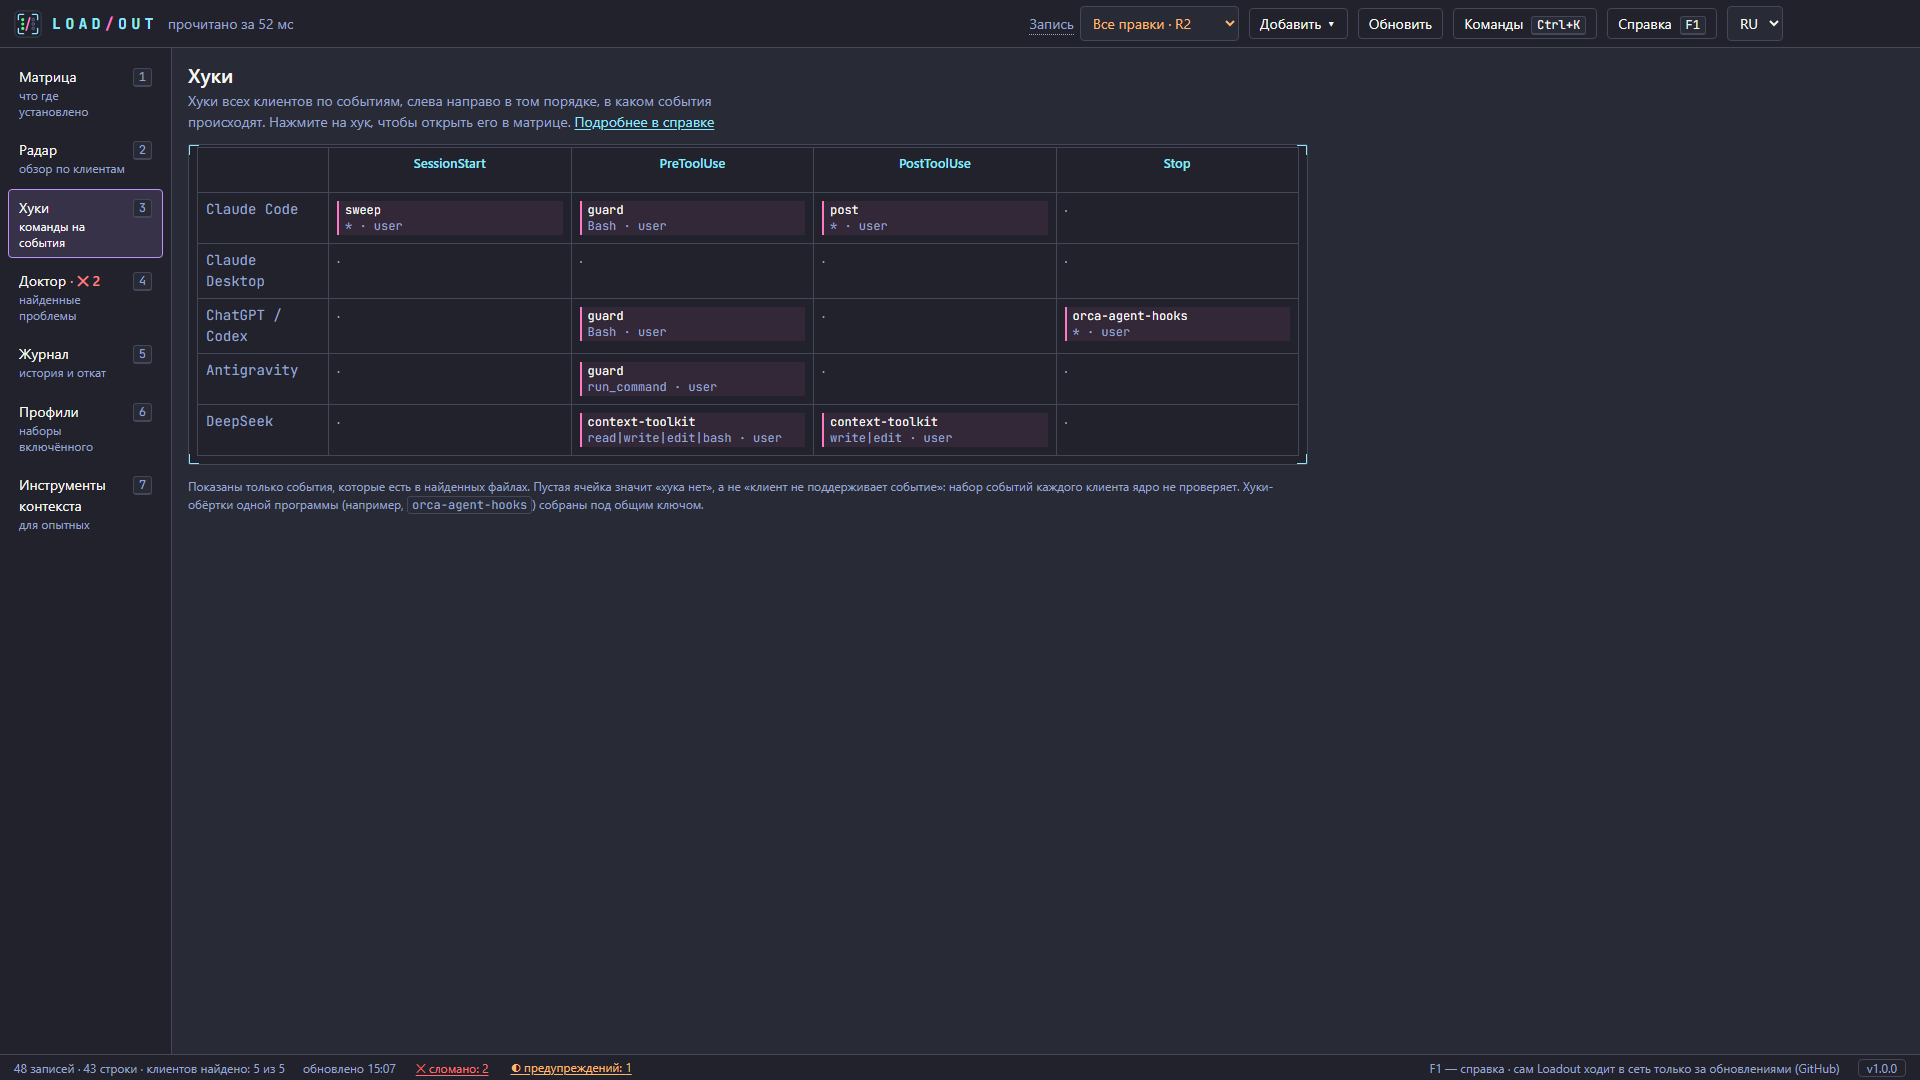 LOAD/OUT прочитано за 52 мс
Запись Все правки · R2 Добавить ▾ Обновить Команды Ctrl+K Справка F1 RU
Матрица 1
что где
установлено
Радар 2
обзор по клиентам
Хуки 3
команды на
события
Доктор · ✕ 2 4
найденные
проблемы
Журнал 5
история и откат
Профили 6
наборы
включённого
Инструменты 7
контекста
для опытных
Хуки
Хуки всех клиентов по событиям, слева направо в том порядке, в каком события
происходят. Нажмите на хук, чтобы открыть его в матрице. Подробнее в справке
SessionStart PreToolUse PostToolUse Stop
Claude Code sweep guard post ·
* · user Bash · user * · user
Claude · · · ·
Desktop
ChatGPT / · guard · orca-agent-hooks
Codex Bash · user * · user
Antigravity · guard · ·
run_command · user
DeepSeek · context-toolkit context-toolkit ·
read|write|edit|bash · user write|edit · user
Показаны только события, которые есть в найденных файлах. Пустая ячейка значит «хука нет», а не «клиент не поддерживает событие»: набор событий каждого клиента ядро не проверяет. Хуки-
обёртки одной программы (например, orca-agent-hooks) собраны под общим ключом.
48 записей · 43 строки · клиентов найдено: 5 из 5 обновлено 15:07 ✕ сломано: 2 ◐ предупреждений: 1
F1 — справка · сам Loadout ходит в сеть только за обновлениями (GitHub) v1.0.0